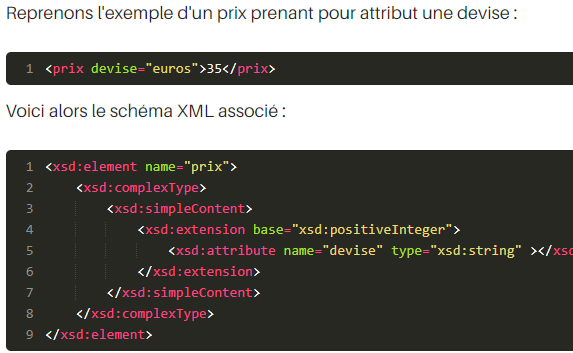 Reprenons l'exemple d'un prix prenant pour attribut une devise :
1 <prix devise="euros">35</prix>
Voici alors le schéma XML associé :
1 <xsd:element name="prix">
2 <xsd:complexType>
3 <xsd:simpleContent>
4 <xsd:extension base="xsd:positiveInteger">
5 <xsd:attribute name="devise" type="xsd:string" ></xsd
6 </xsd:extension>
7 </xsd:simpleContent>
8 </xsd:complexType>
9 </xsd:element>